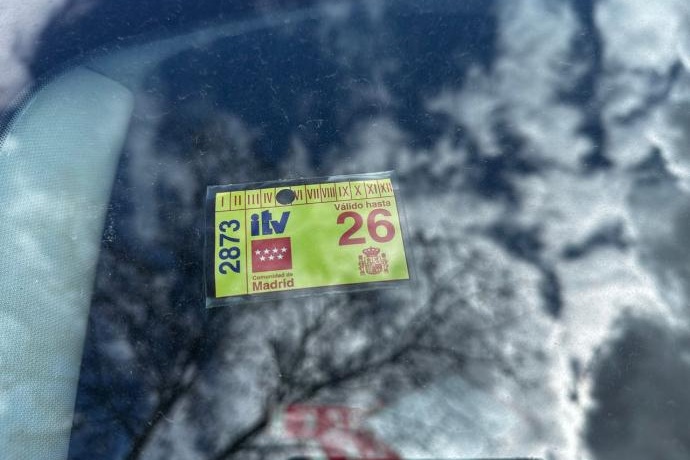 I II III IV VI VII VIII IX X XI XII
2873
itv
Válido hasta
26
Comunidad de
Madrid